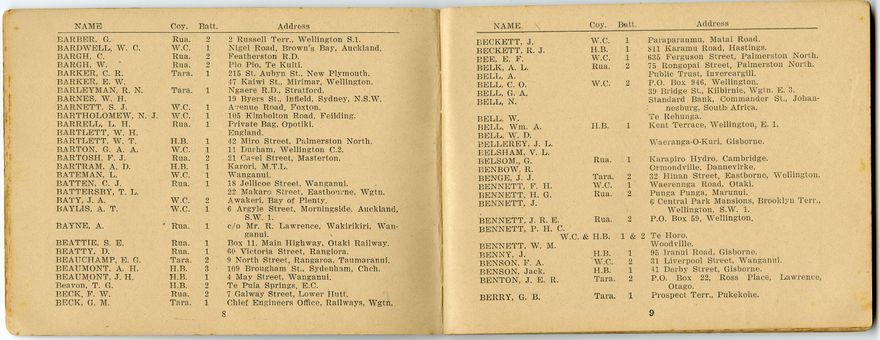 NAME Coy. Batt. Address
BARBER, G. Rua. 2 2 Russell Terr., Wellington S.1.
BARDWELL, W. C. W.C. 1 Nigel Road, Brown's Bay, Auckland.
BARGH, C. Rua. 2 Featherston R.D.
BARGH, W. Rua. 2 Pio Pio, Te Kuiti.
BARKER, C. R. Tara. 1 215 St. Aubyn St., New Plymouth.
BARKER, E. W. 47 Kaiwi St., Mirimar, Wellington.
BARLEYMAN, R. N. Tara. 1 Ngaere R.D., Stratford.
BARNES, W. H. 19 Byers St., Infield, Sydney, N.S.W.
BARNETT, S. J. W.C. 1 Avenue Road, Foxton.
BARTHOLOMEW, N. J. W.C. 1 105 Kimbolton Road, Feilding.
BARRELL, L. H. Rua. 1 Private Bag, Opotiki.
BARTLETT, W. H. England.
BARTLETT, W. T. H.B. 1 42 Miro Street, Palmerston North.
BARTON, G. A. A. W.C. 1 11 Durham, Wellington C.2.
BARTOSH, F. J. Rua. 2 21 Cavel Street, Masterton.
BARTRAM, A. D. H.B. 1 Karori, M.T.L.
BATEMAN, L. W.C. 1 Wanganui.
BATTEN, C. J. Rua. 1 18 Jellicoe Street, Wanganui.
BATTERSBY, T. L. 22 Makaro Street, Eastbourne, Wgtn.
BATY, J. A. W.C. 2 Awakeri, Bay of Plenty.
BAYLIS, A. T. W.C. 1 6 Argyle Street, Morningside, Auckland,
S.W. 1.
BAYNE, A. Rua. 1 c/o Mr. R. Lawrence, Wakirikiri, Wan-
ganui.
BEATTIE, S. E. Rua. 1 Box 11. Main Highway, Otaki Railway.
BEATTY, D. Rua. 1 60 Victoria Street, Rangiora.
BEAUCHAMP, E. G. Tara. 2 9 North Street, Rangaroa, Taumaranui.
BEAUMONT, A. H. H.B. 3 109 Brougham St., Sydenham, Chch.
BEAUMONT, J. H. H.B. 1 4 May Street, Wanganui.
Beavon, T. G. H.B. 2 Te Puia Springs, E.C.
BECK, F. W. Rua. 2 7 Galway Street, Lower Hutt.
BECK, G. M. Tara. 1 Chief Engineers Office, Railways, Wgtn.
8
NAME Coy. Batt. Address
BECKETT, J. W.C. 1 Paraparaumu, Matai Road.
BECKETT, R. J. H.B. 1 811 Karamu Road, Hastings.
BEE, E. F. W.C. 1 635 Ferguson Street, Palmerston North.
BELK, A. L. Rua. 2 75 Rongopai Street, Palmerston North.
BELL, A. Public Trust, Invercargill.
BELL, C. O. W.C. 2 P.O. Box 946, Wellington.
BELL, G. A. 39 Bridge St., Kilbirnie, Wgtn. E. 3.
BELL, N. Standard Bank, Commander St., Johan-
nesburg, South Africa.
BELL, W. Te Rehunga.
BELL, Wm. A. H.B. 1 Kent Terrace, Wellington, E. 1.
BELL, W. D.
PELLEREY, J. L. Waeranga-O-Kuri, Gisborne.
EELSHAM, V. L.
BELSOM, G. Rua. 1 Karapiro Hydro, Cambridge.
BENBOW, R. Ormondville, Dannevirke.
BENGE, J. J. Tara. 2 32 Hinan Street, Eastborne, Wellington.
BENNETT, F. H. W.C. 1 Waerennga Road, Otaki.
BENNETT, H. G. Rua. 2 Punga Punga, Marunui.
BENNETT, J. 6 Central Park Mansions, Brooklyn Terr.,
Wellington, S.W. 1.
BENNETT, J. R. E. Rua. 2 P.O. Box 59, Wellington.
BENNETT, P. H. C.
W.C. & H.B. 1 & 2 Te Horo.
BENNETT, W. M. Woodville.
BENNY, J. H.B. 1 95 Iranui Road, Gisborne.
BENSON, F. A. W.C. 2 31 Liverpool Street, Wanganui.
BENSON, Jack. H.B. 1 41 Derby Street, Gisborne.
BENTON, J. E. R. Tara. 2 P.O. Box 22, Ross Place, Lawrence,
Otago.
BERRY, G. B. Tara. 1 Prospect Terr., Pukekohe.
9